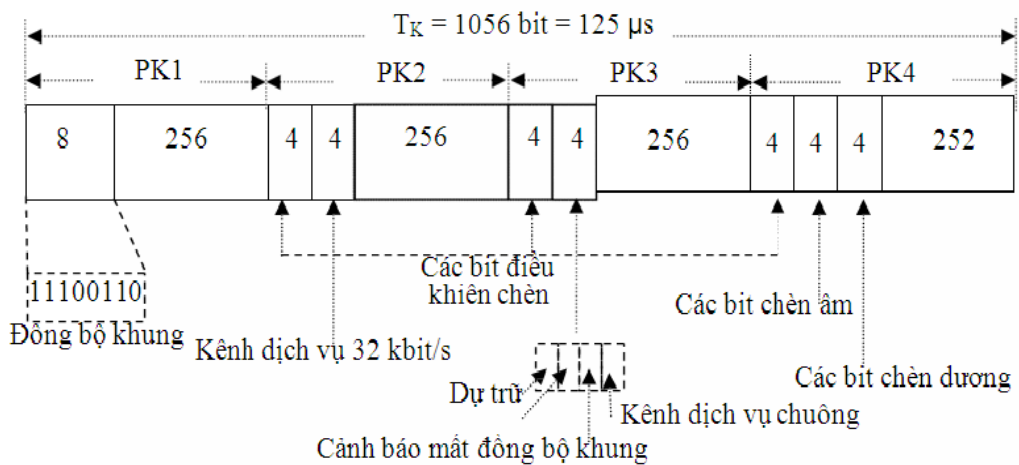 T_K = 1056 bit = 125 µs
PK1 PK2 PK3 PK4
8 256 4 4 256 4 4 256 4 4 4 252
11100110
Đồng bộ khung
Các bit điều
khiên chèn
Các bit chèn âm
Kênh dịch vụ 32 kbit/s
Các bit chèn dương
Dự trữ
Kênh dịch vụ chuông
Cảnh báo mất đồng bộ khung